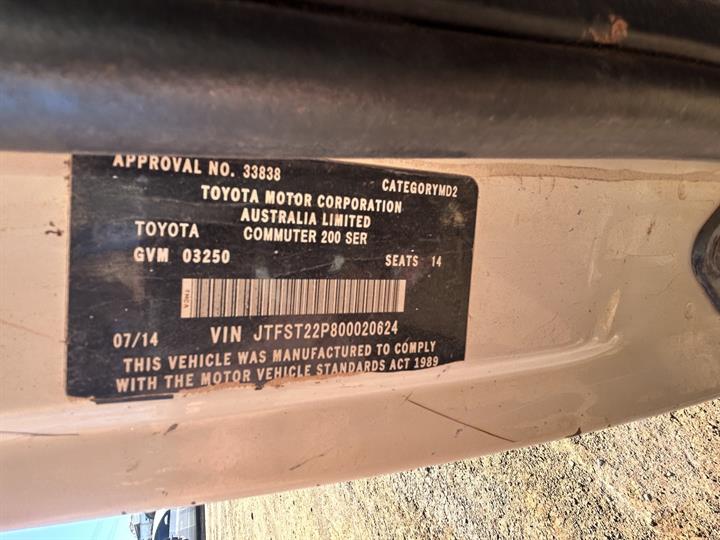 APPROVAL NO. 33838 CATEGORYMD2
TOYOTA MOTOR CORPORATION
AUSTRALIA LIMITED
TOYOTA COMMUTER 200 SER
GVM 03250 SEATS 14
07/14 VIN JTFST22P800020624
THIS VEHICLE WAS MANUFACTURED TO COMPLY
WITH THE MOTOR VEHICLE STANDARDS ACT 1989